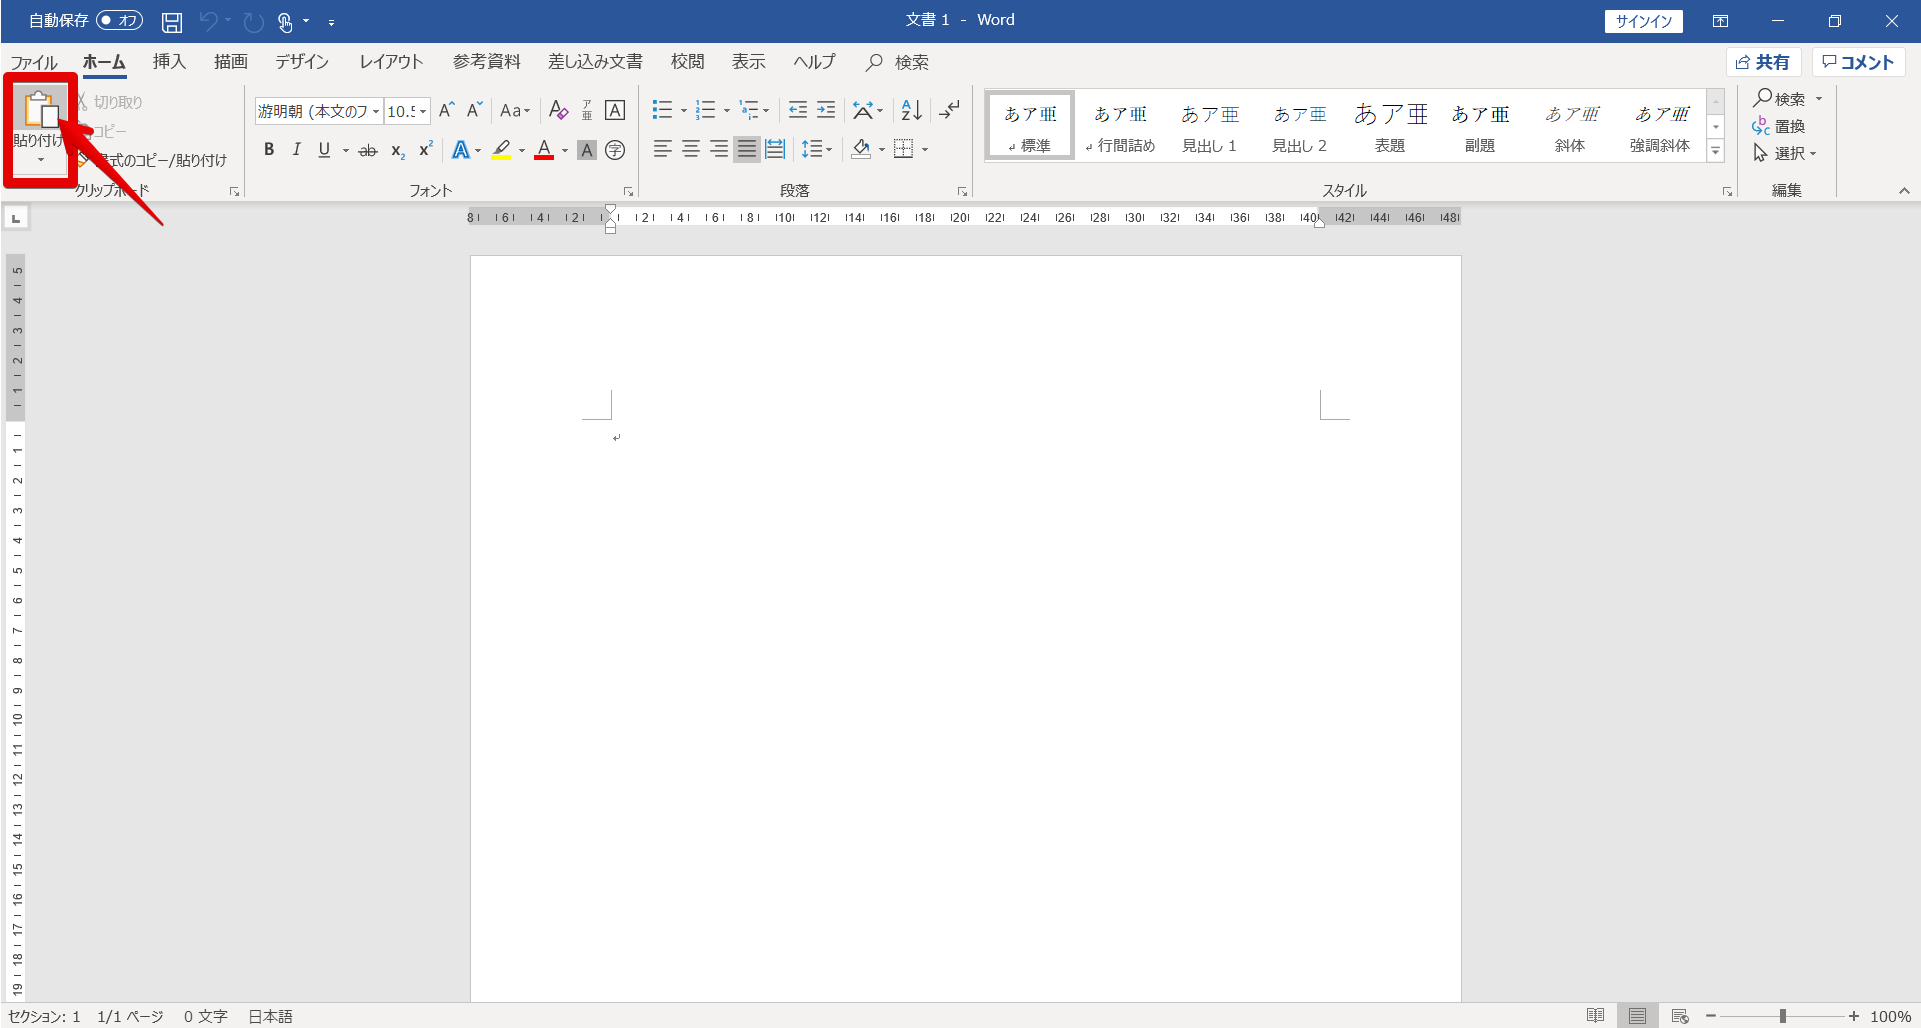 自動保存 オフ
文書 1 - Word
サインイン
ファイル ホーム 挿入 描画 デザイン レイアウト 参考資料 差し込み文書 校閲 表示 ヘルプ 検索
共有 コメント
貼り付け
切り取り
コピー
書式のコピー/貼り付け
クリップボード
游明朝 (本文のフ 10.5 Aa
ア亜 A
B I U ab x₂ x² A A A 字
フォント
段落
あア亜 あア亜 あア亜 あア亜 あア亜 あア亜 あア亜 あア亜
↲ 標準 ↲ 行間詰め 見出し 1 見出し 2 表題 副題 斜体 強調斜体
スタイル
検索
置換
選択
編集
8 6 4 2 2 4 6 8 10 12 14 16 18 20 22 24 26 28 30 32 34 36 38 40 42 44 46 48
5 4 3 2 1 1 2 3 4 5 6 7 8 9 10 11 12 13 14 15 16 17 18 19
セクション: 1 1/1 ページ 0 文字 日本語
100%